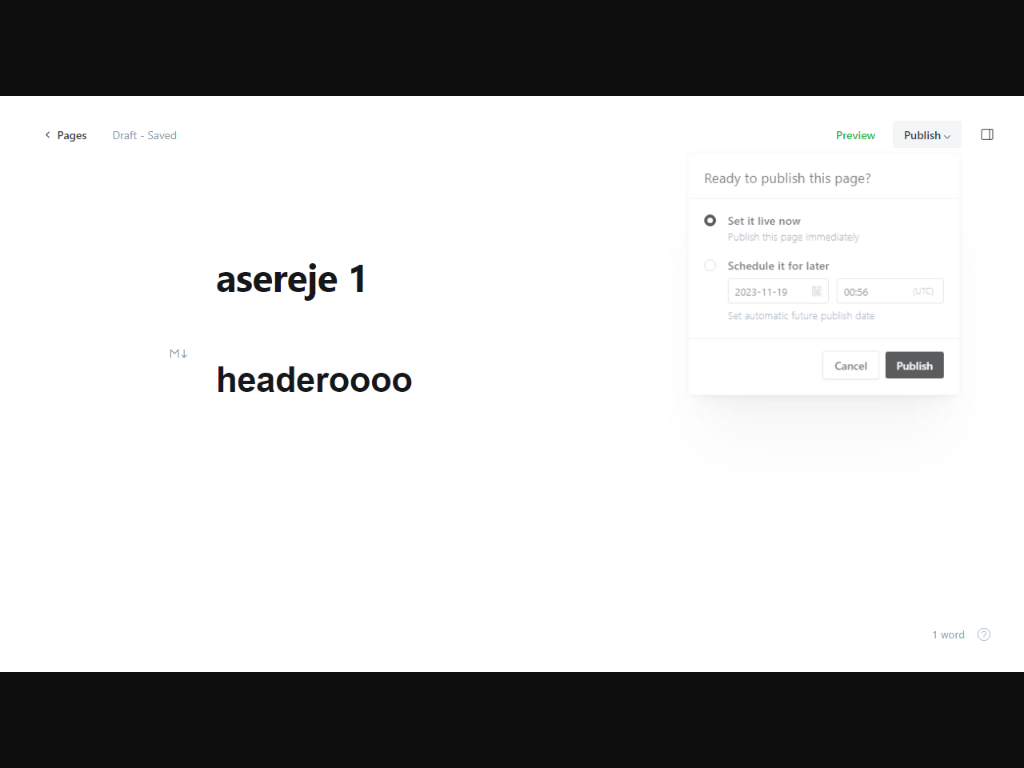 Pages Draft - Saved Preview Publish
Ready to publish this page?
Set it live now
Publish this page immediately
Schedule it for later
2023-11-19 00:56 (UTC)
Set automatic future publish date
Cancel Publish
asereje 1
M↓
headeroooo
1 word ?